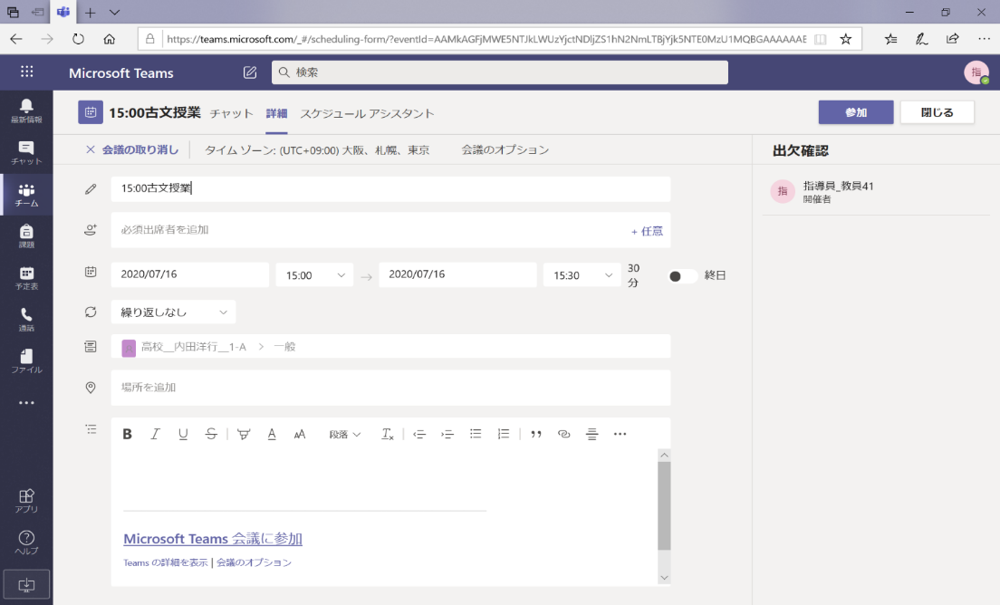 https://teams.microsoft.com/_#/scheduling-form/?eventId=AAMkAGFjMWE5NTJkLWUzYjctNDljZS1hN2NmLTBjYjk5NTE0MzU1MQBGAAAAAAE
Microsoft Teams
検索
指
最新情報
チャット
チーム
課題
予定表
通話
ファイル
アプリ
ヘルプ
15:00古文授業 チャット 詳細 スケジュール アシスタント
参加 閉じる
会議の取り消し タイム ゾーン: (UTC+09:00) 大阪、札幌、東京 会議のオプション
15:00古文授業
必須出席者を追加 + 任意
2020/07/16 15:00 → 2020/07/16 15:30 30分 終日
繰り返しなし
高校__内田洋行__1-A > 一般
場所を追加
B I U S A AA 段落
Microsoft Teams 会議に参加
Teams の詳細を表示 | 会議のオプション
出欠確認
指 指導員_教員41
開催者